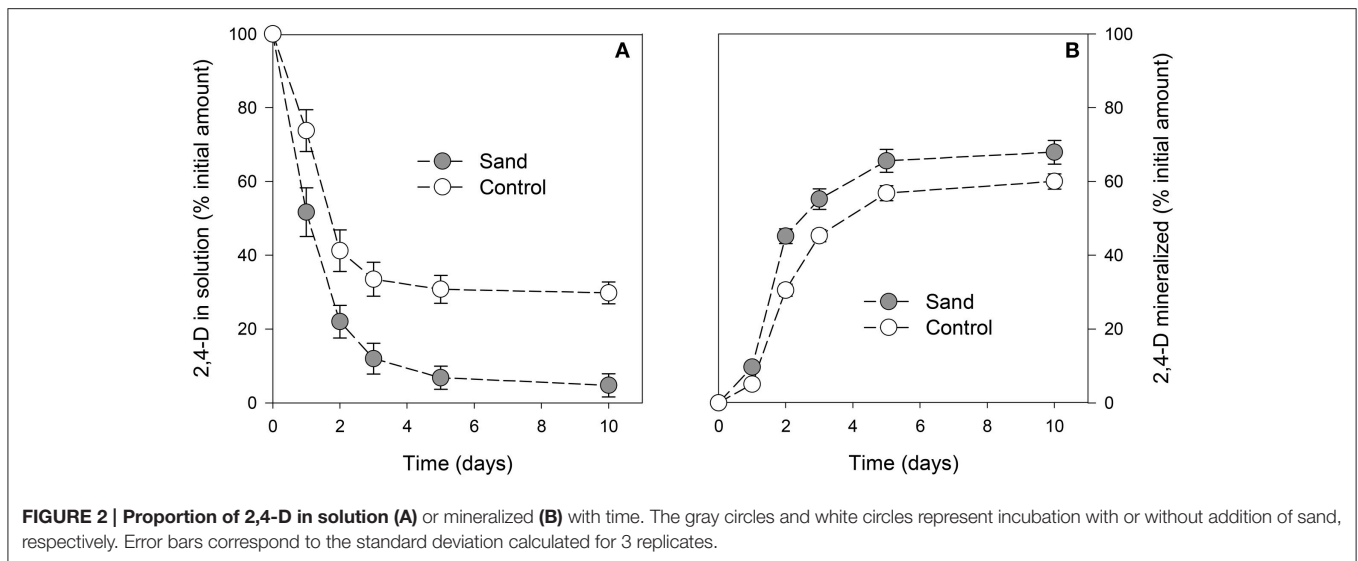 A
2,4-D in solution (% initial amount)
100
80
60
40
20
0
Sand
Control
0 2 4 6 8 10
Time (days)
B
100
80
60
40
20
0
2,4-D mineralized (% initial amount)
Sand
Control
0 2 4 6 8 10
Time (days)
FIGURE 2 | Proportion of 2,4-D in solution (A) or mineralized (B) with time. The gray circles and white circles represent incubation with or without addition of sand,
respectively. Error bars correspond to the standard deviation calculated for 3 replicates.